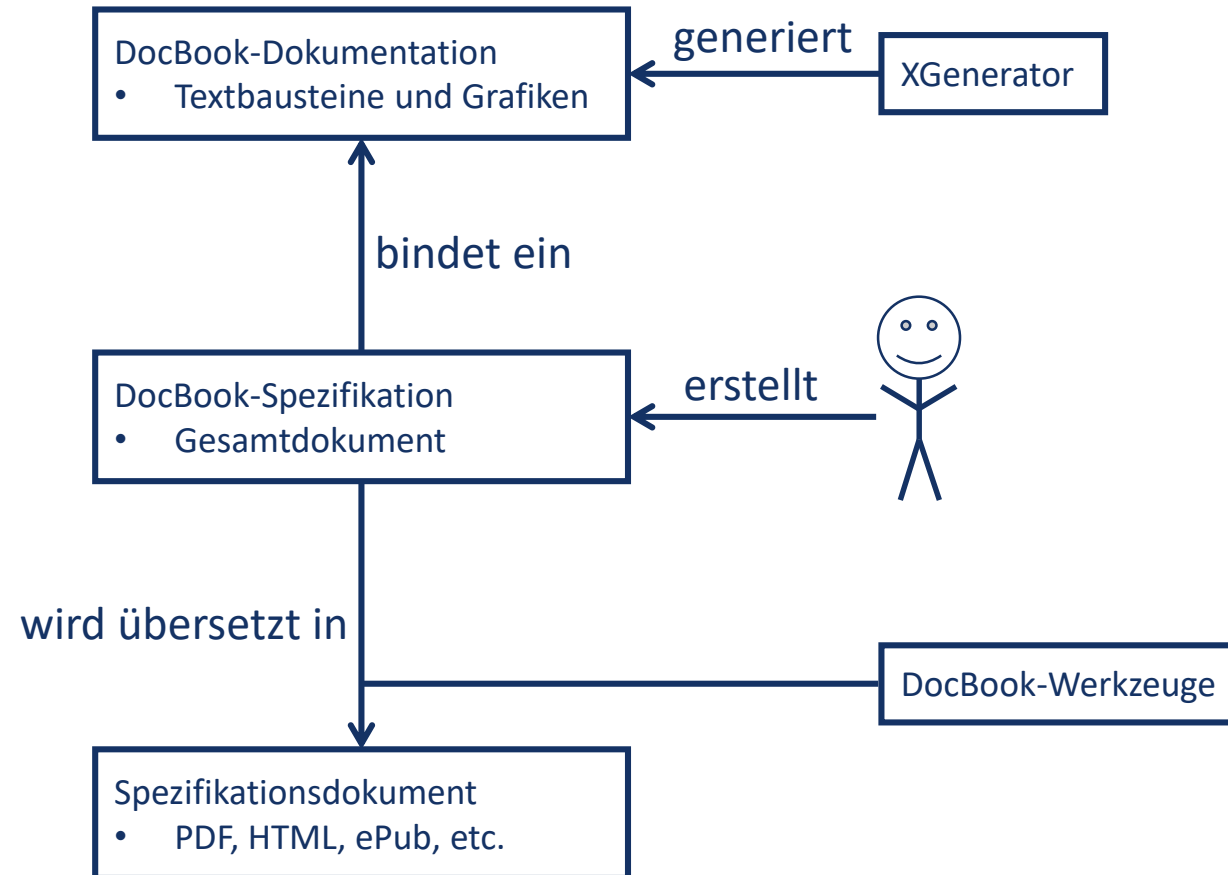 DocBook-Dokumentation
• Textbausteine und Grafiken
generiert
XGenerator
bindet ein
DocBook-Spezifikation
• Gesamtdokument
erstellt
wird übersetzt in
DocBook-Werkzeuge
Spezifikationsdokument
• PDF, HTML, ePub, etc.